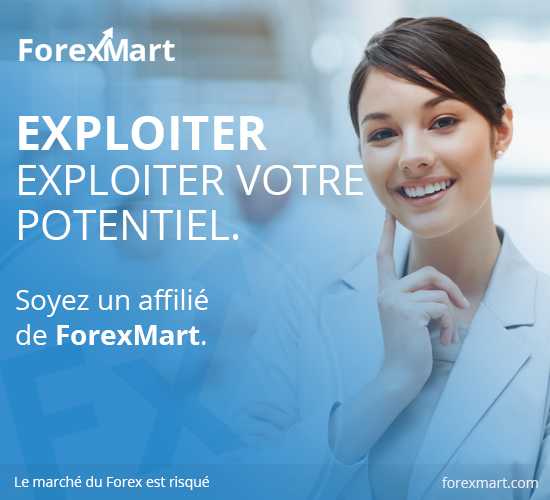 ForexMart
EXPLOITER
EXPLOITER VOTRE
POTENTIEL.
Soyez un affilié
de ForexMart.
Fx
Le marché du Forex est risqué
forexmart.com